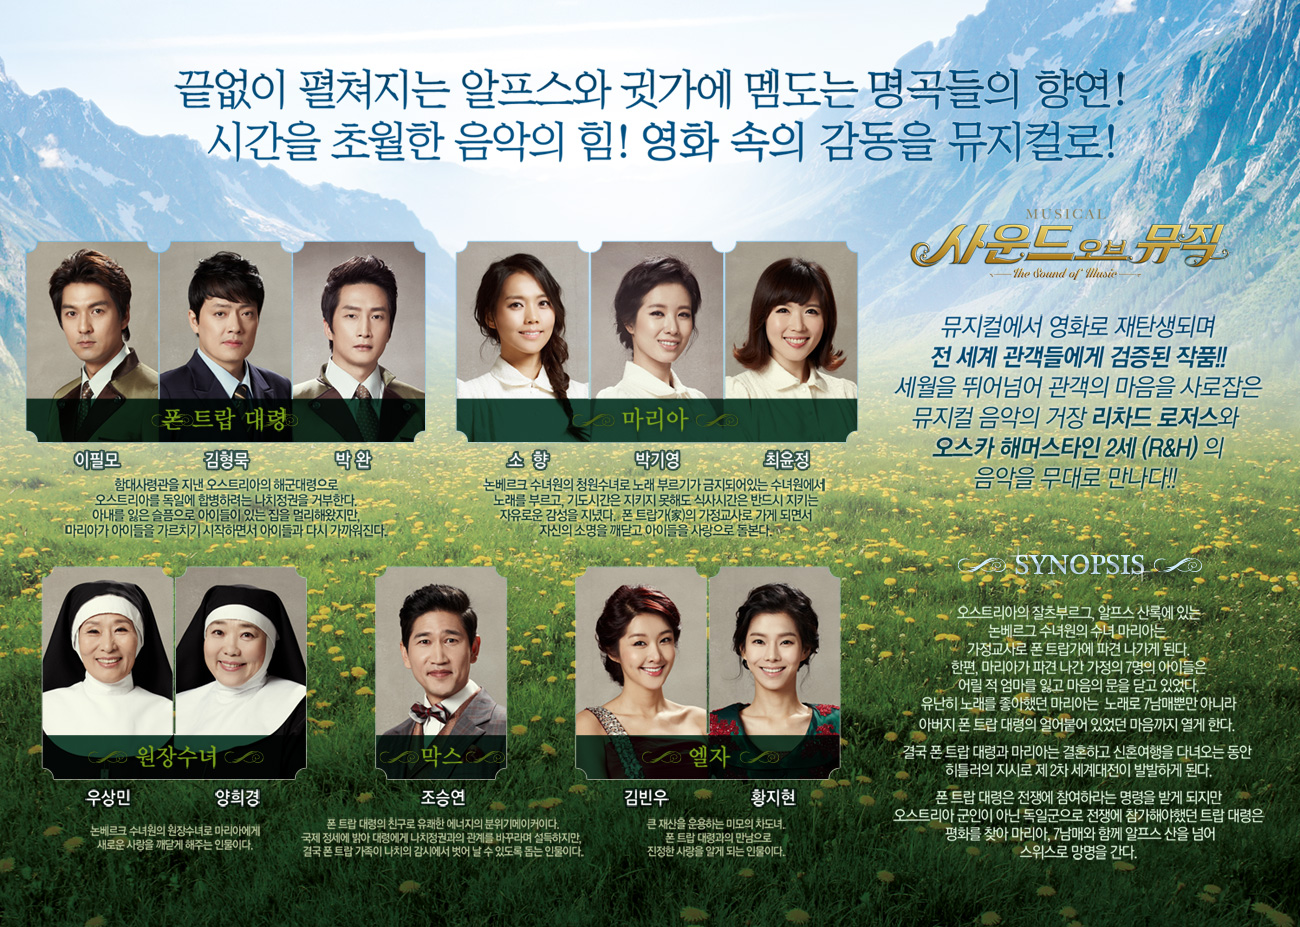 끝없이 펼쳐지는 알프스와 귓가에 맴도는 명곡들의 향연!
시간을 초월한 음악의 힘! 영화 속의 감동을 뮤지컬로!
MUSICAL
사운드 오브 뮤직
the Sound of Music
뮤지컬에서 영화로 재탄생되며
전 세계 관객들에게 검증된 작품!!
세월을 뛰어넘어 관객의 마음을 사로잡은
뮤지컬 음악의 거장 리차드 로저스와
오스카 해머스타인 2세 (R&H) 의
음악을 무대로 만나다!!
폰 트랍 대령
이필모
김형묵
박 완
함대사령관을 지낸 오스트리아의 해군대령으로
오스트리아를 독일에 합병하려는 나치정권을 거부한다.
아내를 잃은 슬픔으로 아이들이 있는 집을 멀리해왔지만,
마리아가 아이들을 가르치기 시작하면서 아이들과 다시 가까워진다.
마리아
소 향
박기영
최윤정
논베르크 수녀원의 청원수녀로 노래 부르기가 금지되어있는 수녀원에서
노래를 부르고, 기도시간은 지키지 못해도 식사시간은 반드시 지키는
자유로운 감성을 지녔다. 폰 트랍가(家)의 가정교사로 가게 되면서
자신의 소명을 깨닫고 아이들을 사랑으로 돌본다.
원장수녀
우상민
양희경
논베르크 수녀원의 원장수녀로 마리아에게
새로운 사랑을 깨닫게 해주는 인물이다.
막스
조승연
폰 트랍 대령의 친구로 유쾌한 에너지의 분위기메이커이다.
국제 정세에 밝아 대령에게 나치정권과의 관계를 바꾸라며 설득하지만,
결국 폰 트랍 가족이 나치의 감시에서 벗어 날 수 있도록 돕는 인물이다.
엘자
김빈우
황지현
큰 재산을 운용하는 미모의 차도녀.
폰 트랍 대령과의 만남으로
진정한 사랑을 알게 되는 인물이다.
SYNOPSIS
오스트리아의 잘츠부르그, 알프스 산록에 있는
논베르그 수녀원의 수녀 마리아는
가정교사로 폰 트랍가에 파견 나가게 된다.
한편, 마리아가 파견 나간 가정의 7명의 아이들은
어릴 적 엄마를 잃고 마음의 문을 닫고 있었다.
유난히 노래를 좋아했던 마리아는 노래로 7남매뿐만 아니라
아버지 폰 트랍 대령의 얼어붙어 있었던 마음까지 열게 한다.
결국 폰 트랍 대령과 마리아는 결혼하고 신혼여행을 다녀오는 동안
히틀러의 지시로 제 2차 세계대전이 발발하게 된다.
폰 트랍 대령은 전쟁에 참여하라는 명령을 받게 되지만
오스트리아 군인이 아닌 독일군으로 전쟁에 참가해야했던 트랍 대령은
평화를 찾아 마리아, 7남매와 함께 알프스 산을 넘어
스위스로 망명을 간다.